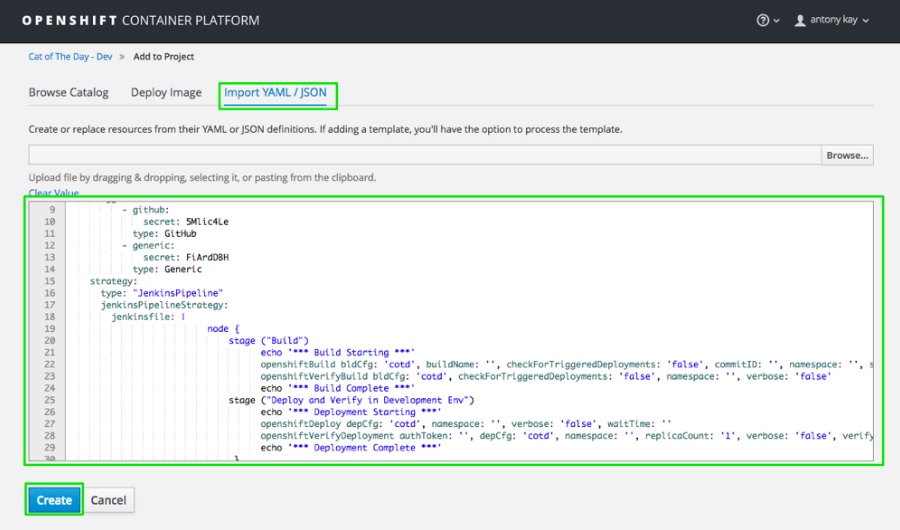 OPENSHIFT CONTAINER PLATFORM
antony kay
Cat of The Day - Dev » Add to Project
Browse Catalog Deploy Image Import YAML / JSON
Create or replace resources from their YAML or JSON definitions. If adding a template, you'll have the option to process the template.
Browse...
Upload file by dragging & dropping, selecting it, or pasting from the clipboard.
Clear Value
9 - github:
10 secret: 5Mlic4Le
11 type: GitHub
12 - generic:
13 secret: FiArdDBH
14 type: Generic
15 strategy:
16 type: "JenkinsPipeline"
17 jenkinsPipelineStrategy:
18 jenkinsfile: |
19 node {
20 stage ("Build")
21 echo '*** Build Starting ***'
22 openshiftBuild bldCfg: 'cotd', buildName: '', checkForTriggeredDeployments: 'false', commitID: '', namespace: '', s
23 openshiftVerifyBuild bldCfg: 'cotd', checkForTriggeredDeployments: 'false', namespace: '', verbose: 'false'
24 echo '*** Build Complete ***'
25 stage ("Deploy and Verify in Development Env")
26 echo '*** Deployment Starting ***'
27 openshiftDeploy depCfg: 'cotd', namespace: '', verbose: 'false', waitTime: ''
28 openshiftVerifyDeployment authToken: '', depCfg: 'cotd', namespace: '', replicaCount: '1', verbose: 'false', verify
29 echo '*** Deployment Complete ***'
30 }
Create Cancel